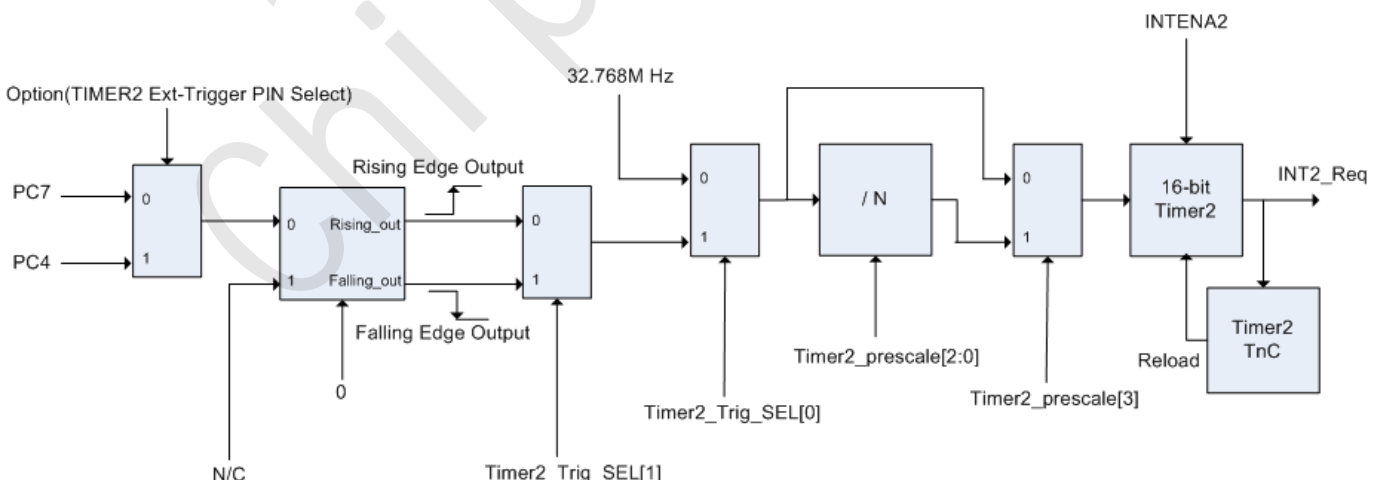 INTENA2
32.768M Hz
Option(TIMER2 Ext-Trigger PIN Select)
PC7
0
PC4
1
Rising Edge Output
0
Rising_out
1
Falling_out
Falling Edge Output
0
N/C
0
1
Timer2_Trig_SEL[1]
0
1
Timer2_Trig_SEL[0]
/ N
Timer2_prescale[2:0]
0
1
Timer2_prescale[3]
16-bit
Timer2
INT2_Req
Timer2
TnC
Reload
Chip